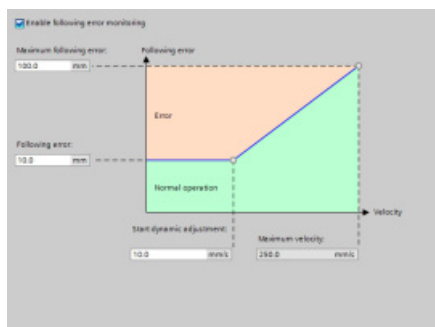 Enable following error monitoring
Maximum following error:
Following error
100.0 mm
Error
Following error:
10.0 mm
Normal operation
Velocity
Start dynamic adjustment:
Maximum velocity:
10.0 mm/s
250.0 mm/s